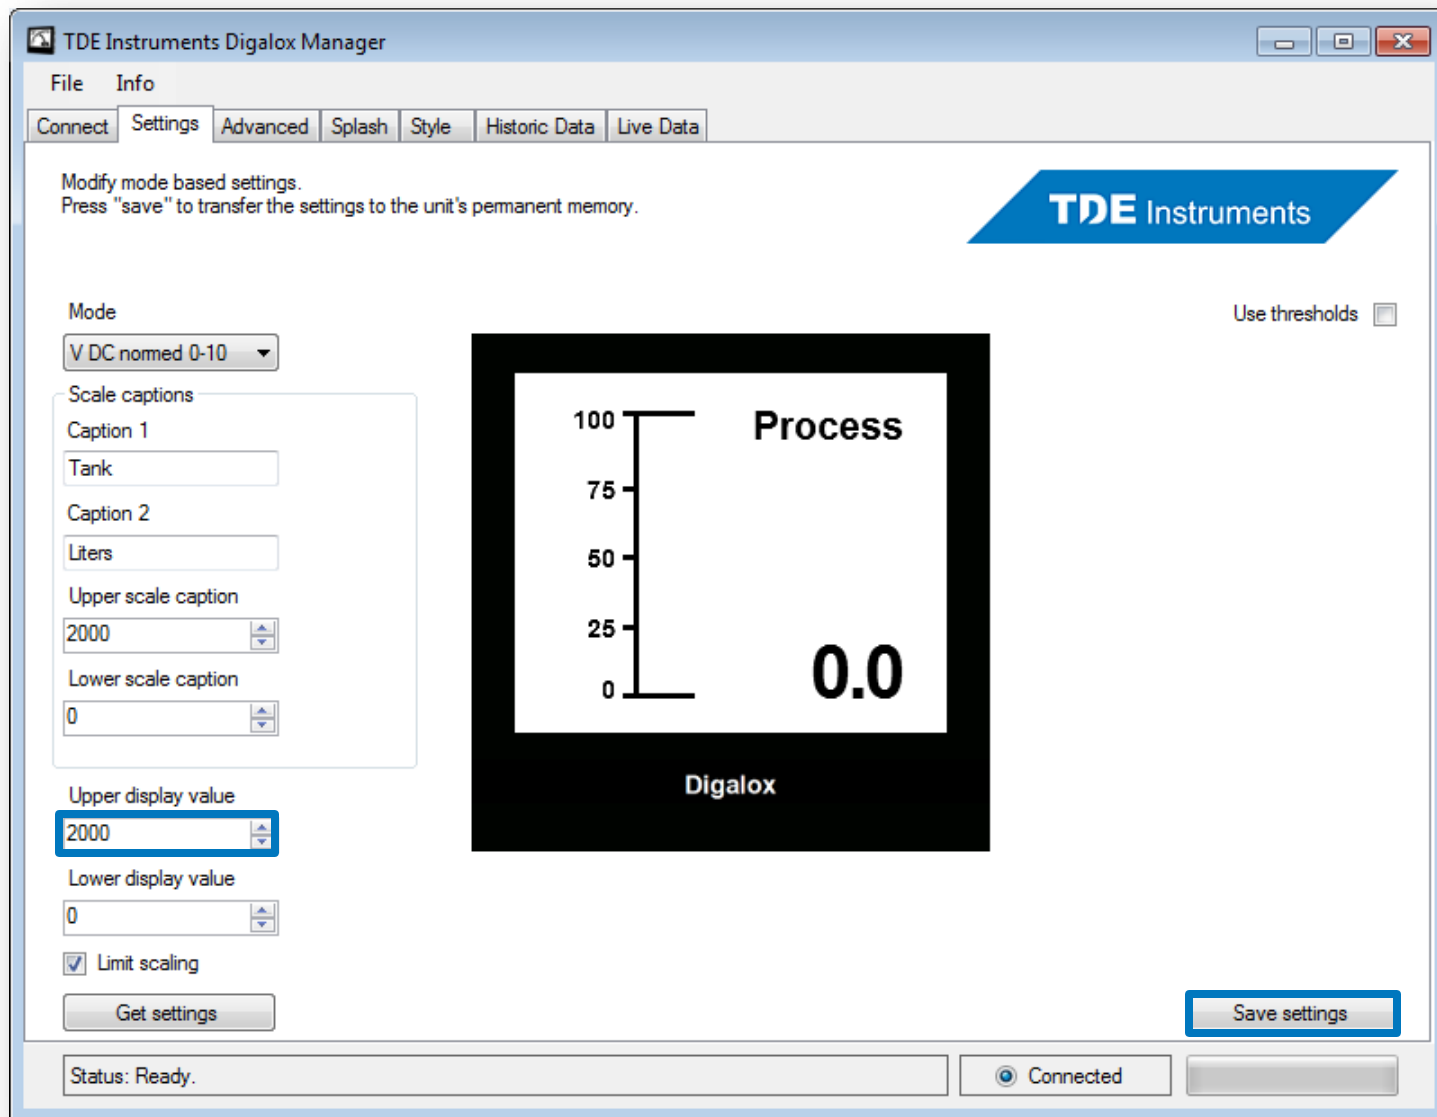 TDE Instruments Digalox Manager
File Info
Connect Settings Advanced Splash Style Historic Data Live Data
Modify mode based settings.
Press "save" to transfer the settings to the unit's permanent memory.
TDE Instruments
Mode
Use thresholds
V DC normed 0-10
Scale captions
Caption 1
Tank
Caption 2
Liters
Upper scale caption
2000
Lower scale caption
0
Upper display value
2000
Lower display value
0
Limit scaling
Get settings
100 Process
75
50
25
0 0.0
Digalox
Save settings
Status: Ready.
Connected